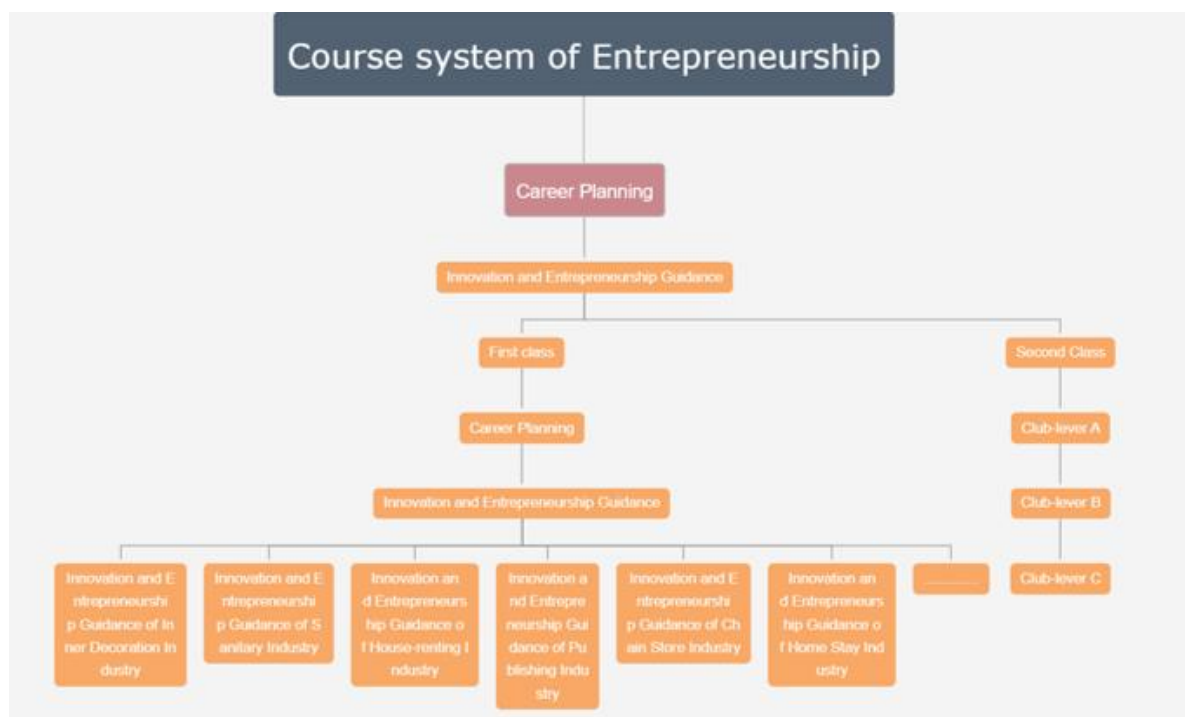 Course system of Entrepreneurship
Career Planning
Innovation and Entrepreneurship Guidance
First class
Second Class
Career Planning
Club-lever A
Innovation and Entrepreneurship Guidance
Club-lever B
Innovation and E
ntrepreneurshi
p Guidance of In
ner Decoration In
dustry
Innovation and E
ntrepreneurshi
p Guidance of S
anitary Industry
Innovation an
d Entrepreneurs
hip Guidance o
f House-renting I
ndustry
Innovation a
nd Entrepre
neurship Gui
dance of Pu
blishing Indu
stry
Innovation and E
ntrepreneurshi
p Guidance of Ch
ain Store Industry
Innovation an
d Entrepreneurs
hip Guidance o
f Home Stay Ind
ustry
Club-lever C